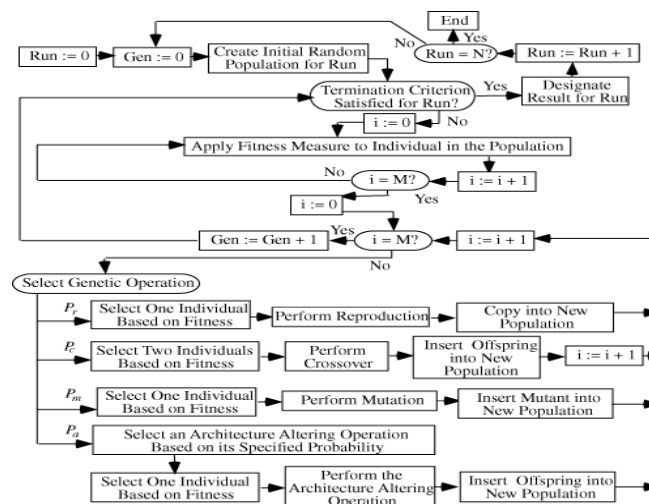 End
No
Yes
Run := 0
Gen := 0
Create Initial Random
Population for Run
Run = N?
Run := Run + 1
Termination Criterion
Satisfied for Run?
Yes
Designate
Result for Run
i := 0
No
Apply Fitness Measure to Individual in the Population
No
i = M?
i := i + 1
i := 0
Yes
Gen := Gen + 1
Yes
i = M?
i := i + 1
No
Select Genetic Operation
Pr
Select One Individual
Based on Fitness
Perform Reproduction
Copy into New
Population
Pc
Select Two Individuals
Based on Fitness
Perform
Crossover
Insert Offspring
into New
Population
i := i + 1
Pm
Select One Individual
Based on Fitness
Perform Mutation
Insert Mutant into
New Population
Pa
Select an Architecture Altering Operation
Based on its Specified Probability
Select One Individual
Based on Fitness
Perform the
Architecture Altering
Operation
Insert Offspring into
New Population